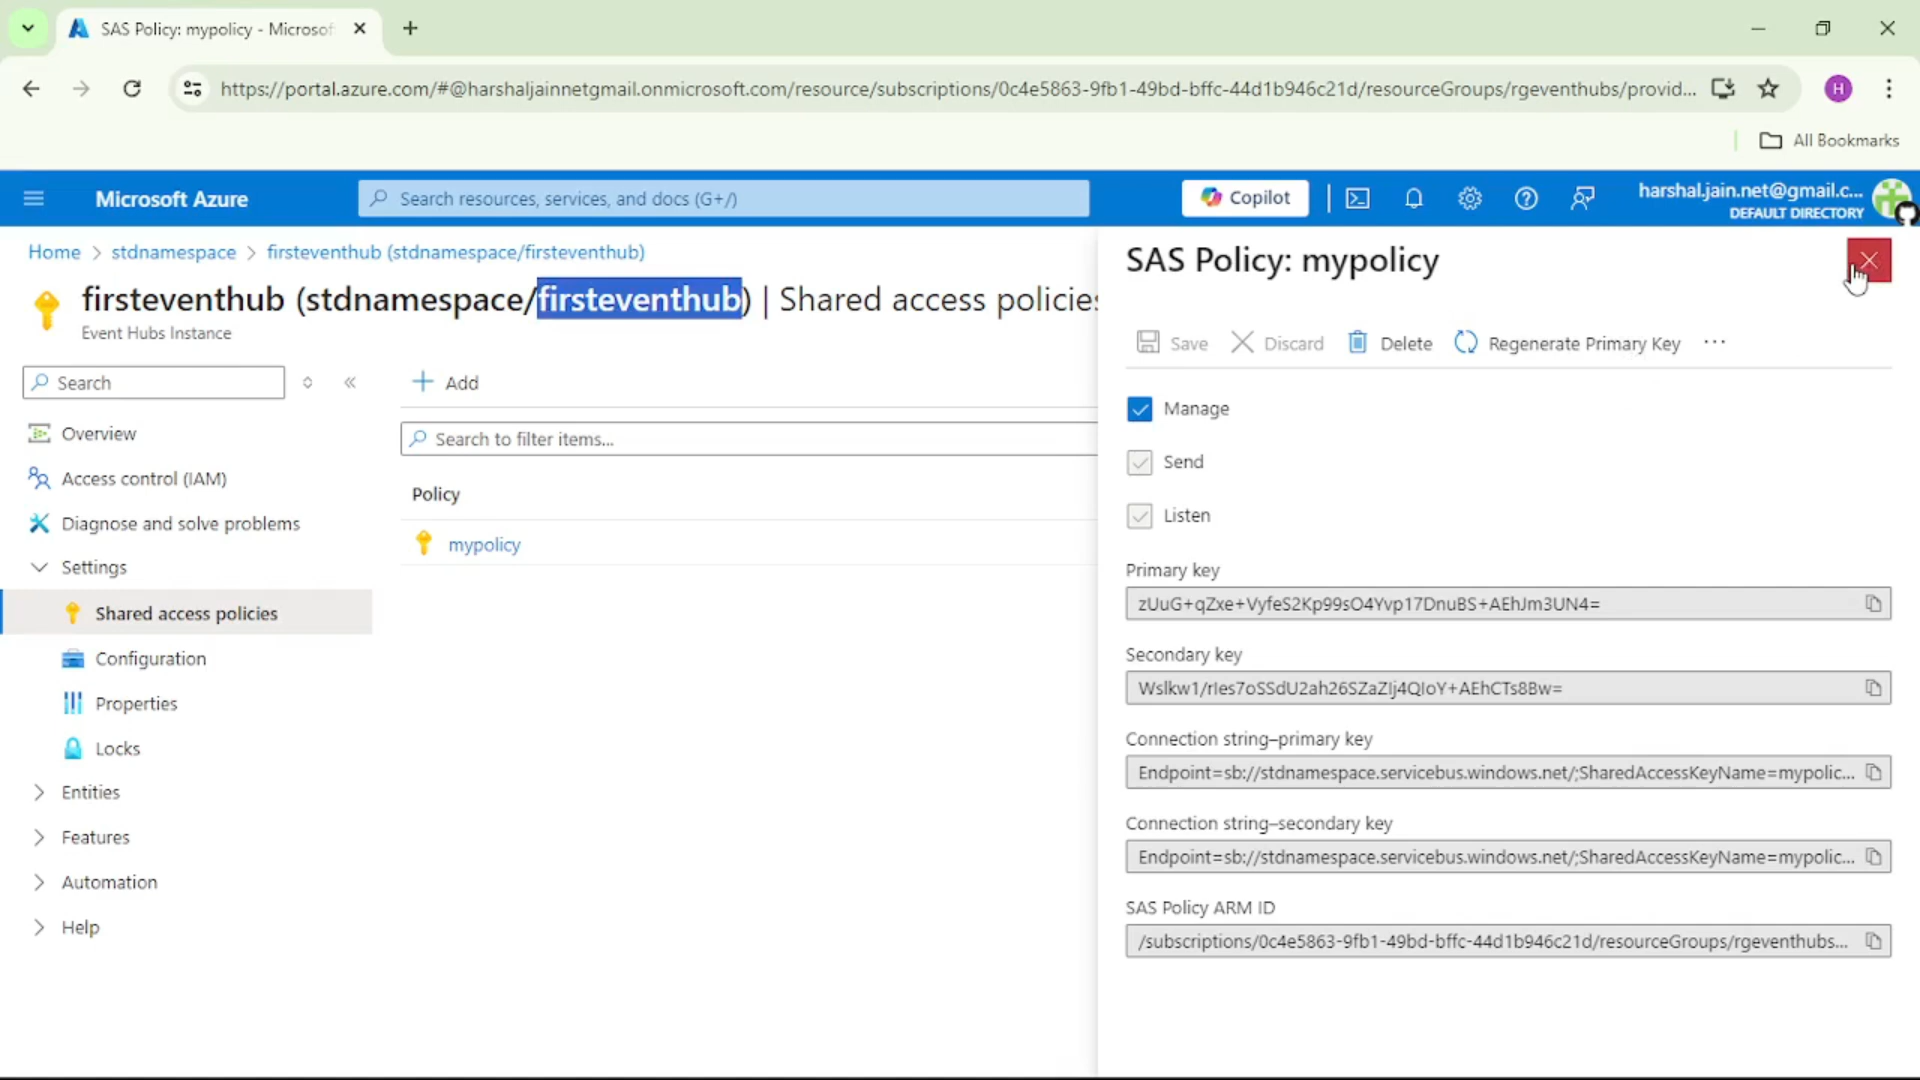 SAS Policy: mypolicy - Microsof
https://portal.azure.com/#@harshaljainnetgmail.onmicrosoft.com/resource/subscriptions/0c4e5863-9fb1-49bd-bffc-44d1b946c21d/resourceGroups/rgeventhubs/provid...
H
All Bookmarks
Microsoft Azure
Search resources, services, and docs (G+/)
Copilot
harshal.jain.net@gmail.c...
DEFAULT DIRECTORY
Home > stdnamespace > firsteventhub (stdnamespace/firsteventhub)
firsteventhub (stdnamespace/firsteventhub) | Shared access policies
Event Hubs Instance
Search
Overview
Access control (IAM)
Diagnose and solve problems
Settings
Shared access policies
Configuration
Properties
Locks
Entities
Features
Automation
Help
Add
Search to filter items...
Policy
mypolicy
SAS Policy: mypolicy
Save Discard Delete Regenerate Primary Key ...
Manage
Send
Listen
Primary key
zUuG+qZxe+VyfeS2Kp99sO4Yvp17DnuBS+AEhJm3UN4=
Secondary key
Wslkw1/rIes7oSSdU2ah26SZaZIj4QIoY+AEhCTs8Bw=
Connection string–primary key
Endpoint=sb://stdnamespace.servicebus.windows.net/;SharedAccessKeyName=mypolic...
Connection string–secondary key
Endpoint=sb://stdnamespace.servicebus.windows.net/;SharedAccessKeyName=mypolic...
SAS Policy ARM ID
/subscriptions/0c4e5863-9fb1-49bd-bffc-44d1b946c21d/resourceGroups/rgeventhubs...